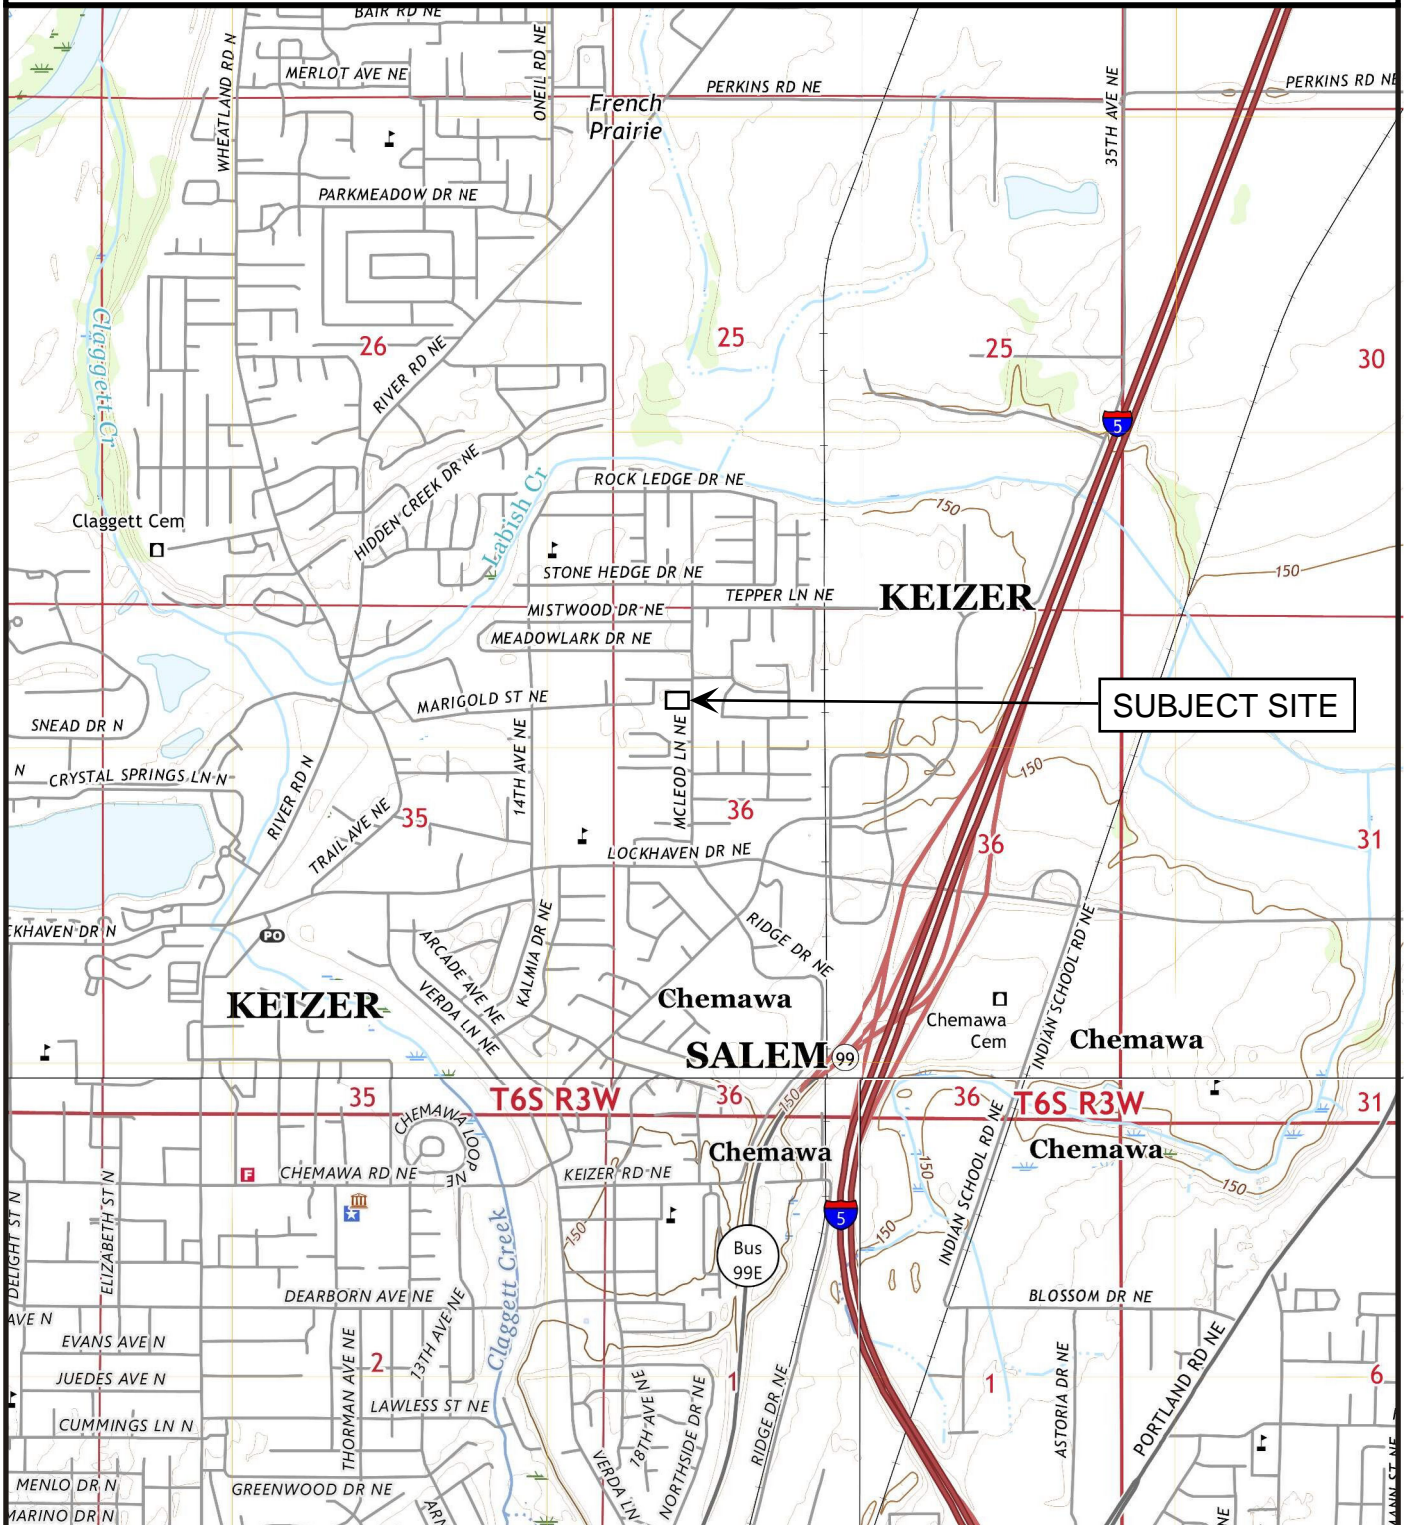 BAIR RD NE
WHEATLAND RD N
MERLOT AVE NE
ONEIL RD NE
PERKINS RD NE
35TH AVE NE
PERKINS RD NE
French
Prairie
PARKMEADOW DR NE
Claggett Cr
26
RIVER RD NE
25
25
30
5
HIDDEN CREEK DR NE
Labish Cr
ROCK LEDGE DR NE
150
Claggett Cem
STONE HEDGE DR NE
150
TEPPER LN NE
KEIZER
MISTWOOD DR NE
MEADOWLARK DR NE
MARIGOLD ST NE
SUBJECT SITE
SNEAD DR N
14TH AVE NE
MCLEOD LN NE
N
CRYSTAL SPRINGS LN N
RIVER RD N
150
TRAIL AVE NE
35
36
36
31
LOCKHAVEN DR NE
CKHAVEN DR N
PO
ARCADE AVE NE
KALMIA DR NE
RIDGE DR NE
INDIAN SCHOOL RD NE
VERDA LN NE
KEIZER
Chemawa
Chemawa
Cem
Chemawa
SALEM
99
35
T6S R3W
36
150
36
T6S R3W
31
CHEMAWA LOOP NE
Chemawa
Chemawa
INDIAN SCHOOL RD NE
F
CHEMAWA RD NE
KEIZER RD NE
150
150
DELIGHT ST N
ELIZABETH ST N
150
5
150
Claggett Creek
Bus
99E
DEARBORN AVE NE
BLOSSOM DR NE
AVE N
EVANS AVE N
THORMAN AVE NE
13TH AVE NE
2
1
1
6
JUEDES AVE N
LAWLESS ST NE
18TH AVE NE
NORTHSIDE DR NE
RIDGE DR NE
ASTORIA DR NE
PORTLAND RD NE
CUMMINGS LN N
VERDA LN
MENLO DR N
GREENWOOD DR NE
MARINO DR N
ARN
NE
MANN ST NE